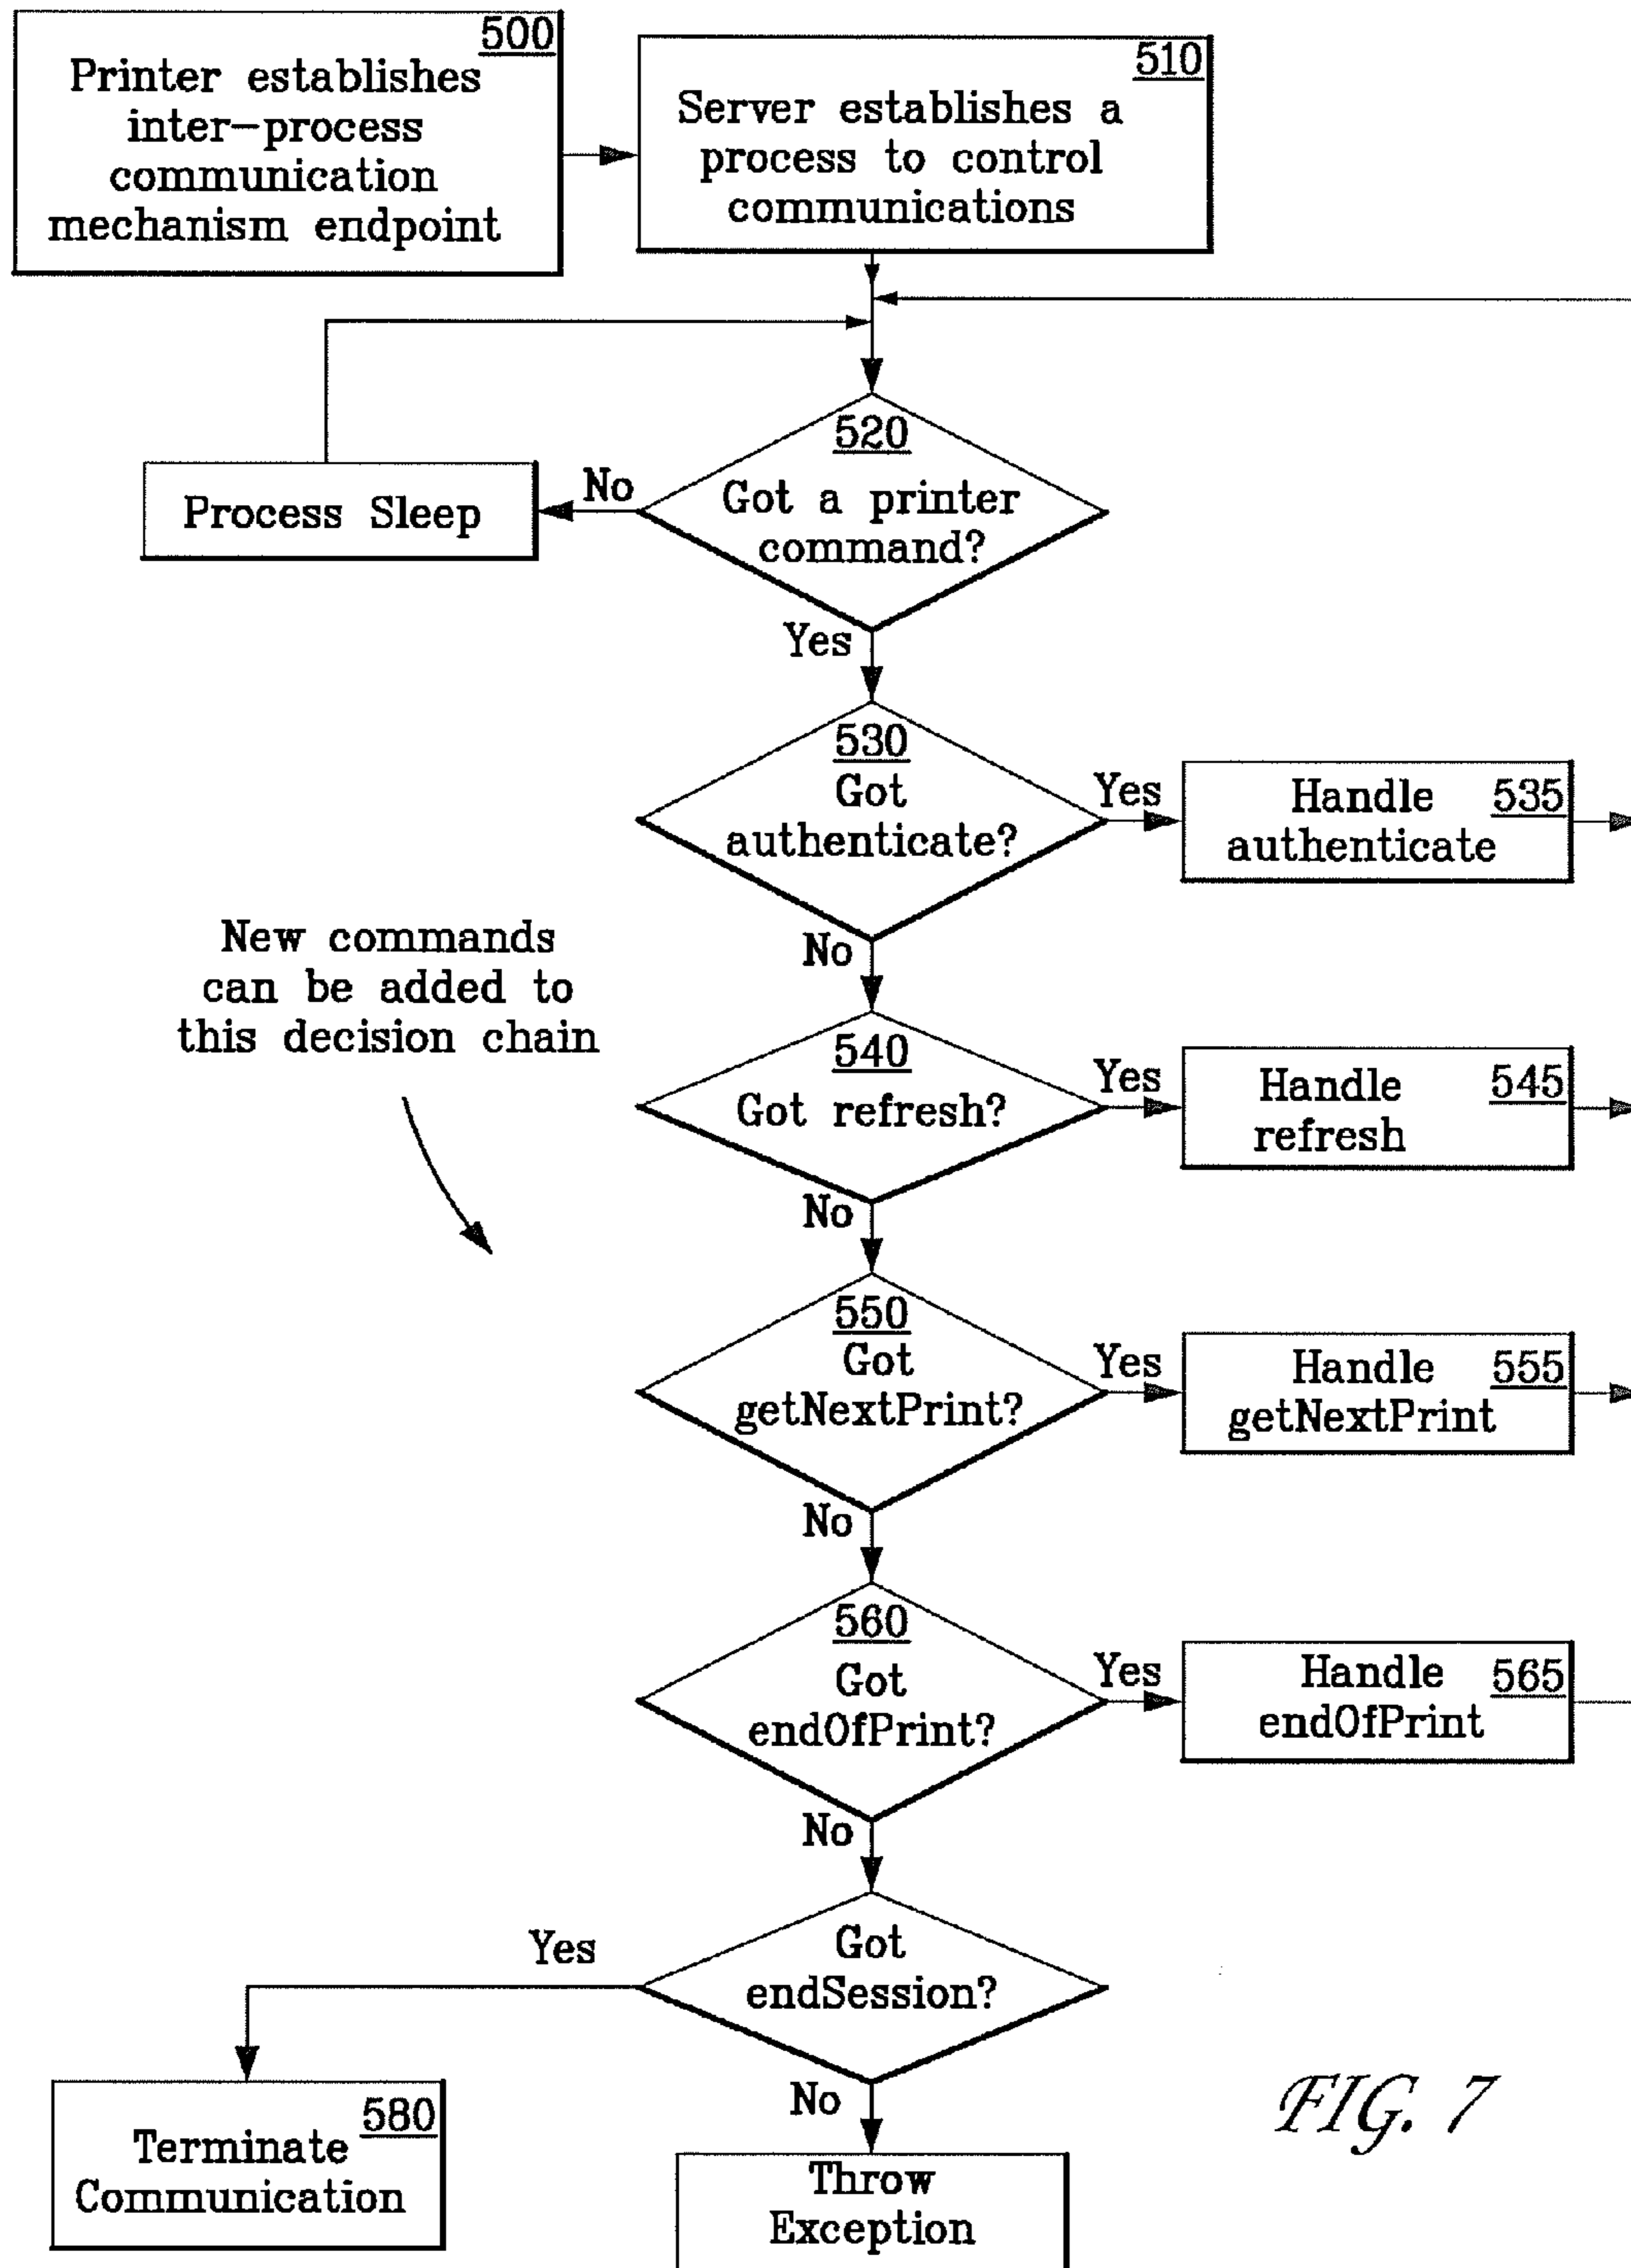 500
Printer establishes
inter-process
communication
mechanism endpoint
510
Server establishes a
process to control
communications
520
Got a printer
command?
No
Process Sleep
Yes
530
Got
authenticate?
Yes
Handle 535
authenticate
No
New commands
can be added to
this decision chain
540
Got refresh?
Yes
Handle 545
refresh
No
550
Got
getNextPrint?
Yes
Handle 555
getNextPrint
No
560
Got
endOfPrint?
Yes
Handle 565
endOfPrint
No
Got
endSession?
Yes
580
Terminate
Communication
No
Throw
Exception
FIG. 7